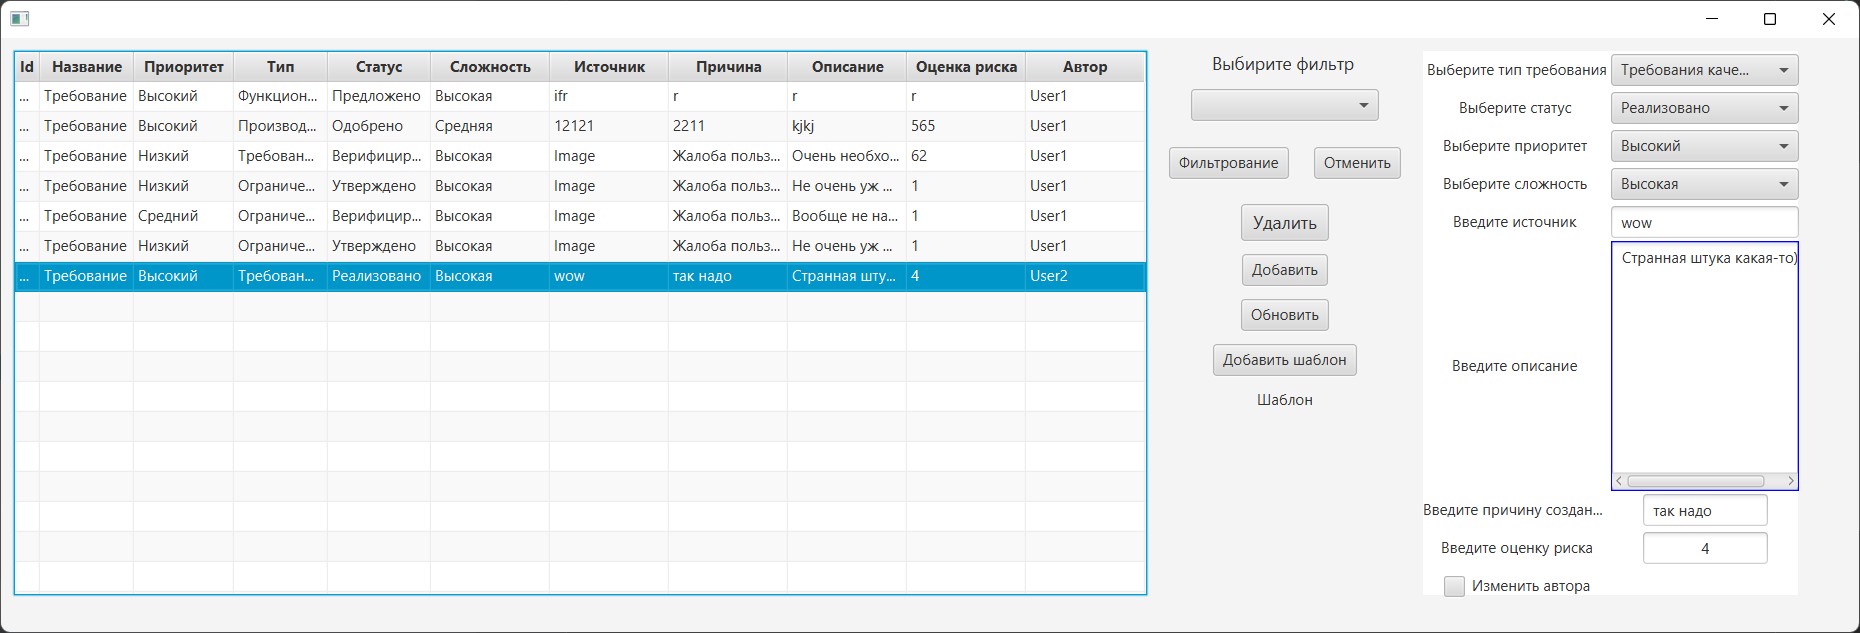 Id Название Приоритет Тип Статус Сложность Источник Причина Описание Оценка риска Автор
... Требование Высокий Функцион... Предложено Высокая ifr r r r User1
... Требование Высокий Производ... Одобрено Средняя 12121 2211 kjkj 565 User1
... Требование Низкий Требован... Верифицир... Высокая Image Жалоба польз... Очень необхо... 62 User1
... Требование Низкий Ограниче... Утверждено Высокая Image Жалоба польз... Не очень уж ... 1 User1
... Требование Средний Ограниче... Верифицир... Высокая Image Жалоба польз... Вообще не на... 1 User1
... Требование Низкий Ограниче... Утверждено Высокая Image Жалоба польз... Не очень уж ... 1 User1
... Требование Высокий Требован... Реализовано Высокая wow так надо Странная шту... 4 User2
Выбирите фильтр
Фильтрование Отменить
Удалить
Добавить
Обновить
Добавить шаблон
Шаблон
Выберите тип требования Требования каче...
Выберите статус Реализовано
Выберите приоритет Высокий
Выберите сложность Высокая
Введите источник wow
Странная штука какая-то)
Введите описание
Введите причину создан... так надо
Введите оценку риска 4
Изменить автора